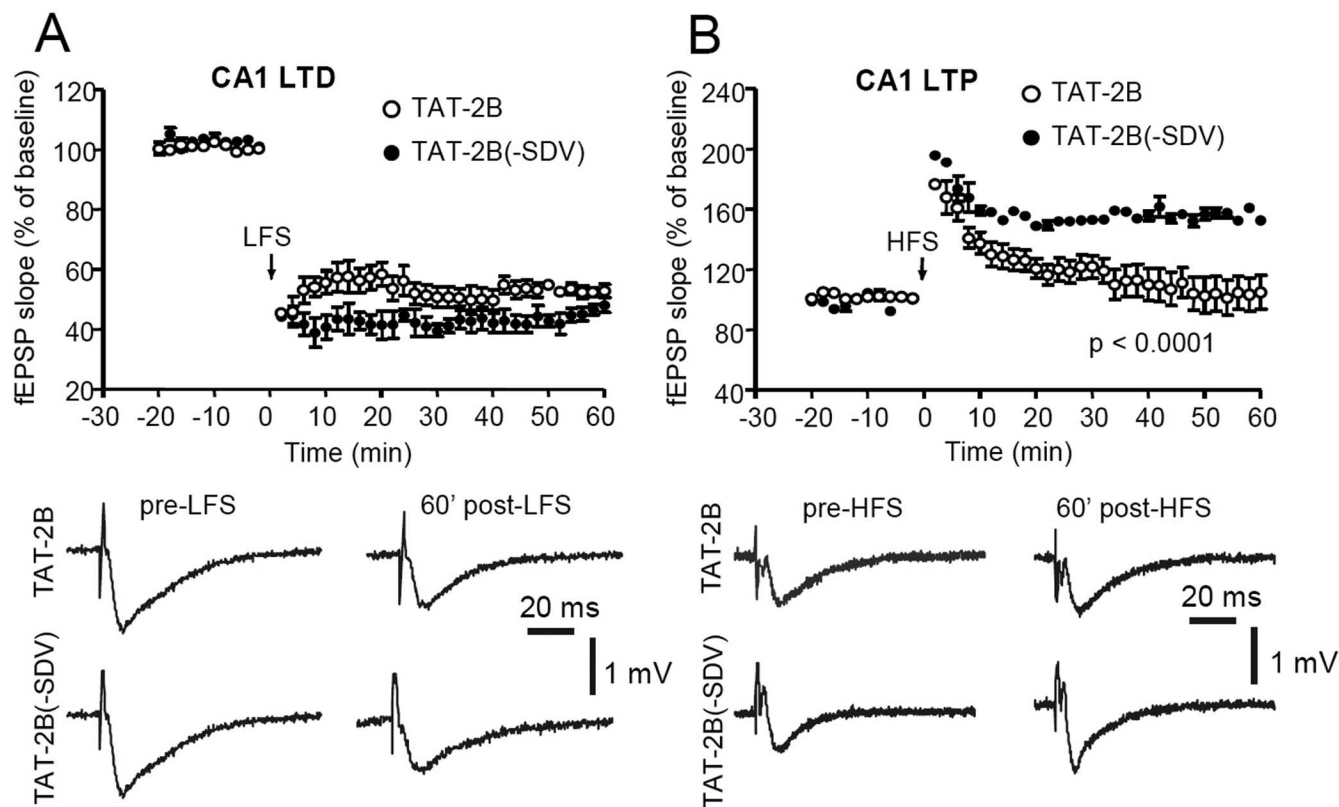 A
CA1 LTD
fEPSP slope (% of baseline)
120
100
80
60
40
20
TAT-2B
TAT-2B(-SDV)
LFS
-30 -20 -10 0 10 20 30 40 50 60
Time (min)
B
CA1 LTP
fEPSP slope (% of baseline)
240
200
160
120
80
40
TAT-2B
TAT-2B(-SDV)
HFS
p < 0.0001
-30 -20 -10 0 10 20 30 40 50 60
Time (min)
TAT-2B
pre-LFS
60' post-LFS
20 ms
1 mV
TAT-2B(-SDV)
TAT-2B
pre-HFS
60' post-HFS
20 ms
1 mV
TAT-2B(-SDV)